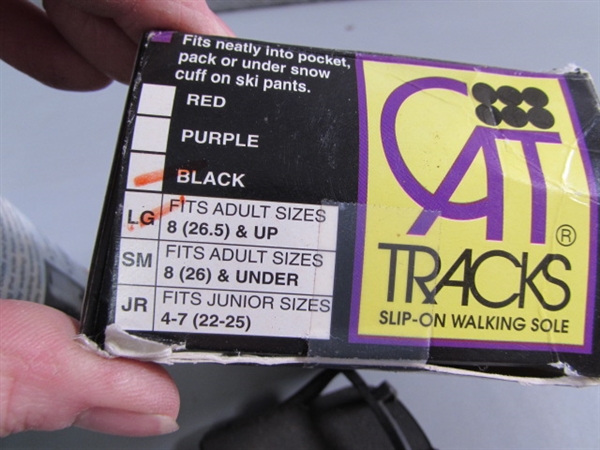 Fits neatly into pocket,
pack or under snow
cuff on ski pants.
RED
PURPLE
BLACK
LG FITS ADULT SIZES
8 (26.5) & UP
SM FITS ADULT SIZES
8 (26) & UNDER
JR FITS JUNIOR SIZES
4-7 (22-25)
CAT
TRACKS®
SLIP-ON WALKING SOLE